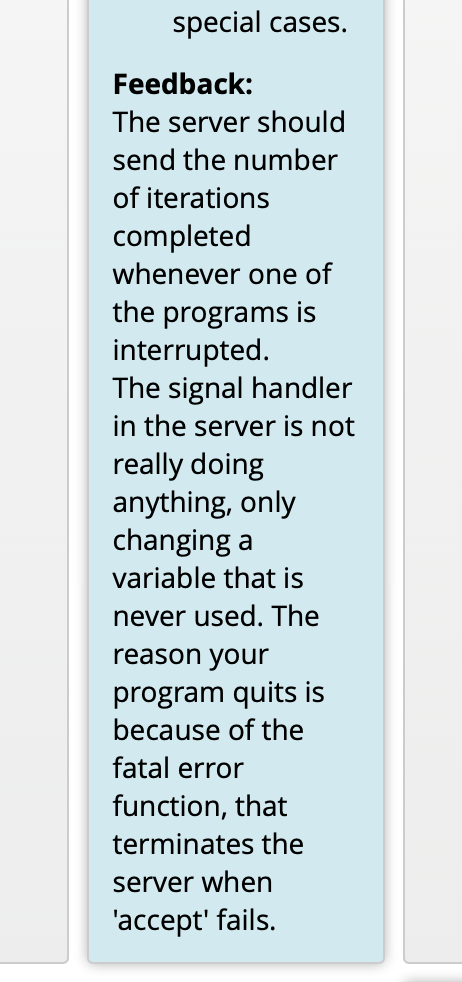 special cases.
Feedback:
The server should
send the number
of iterations
completed
whenever one of
the programs is
interrupted.
The signal handler
in the server is not
really doing
anything, only
changing a
variable that is
never used. The
reason your
program quits is
because of the
fatal error
function, that
terminates the
server when
'accept' fails.